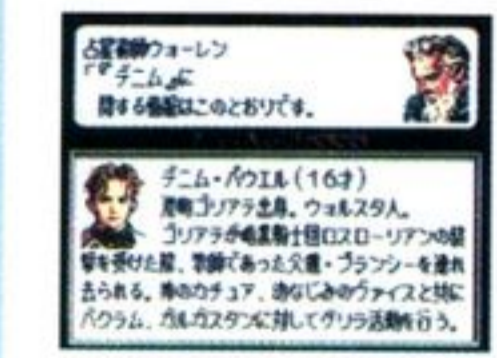 占星術師ウォーレン
「『デニム』に
関する情報はこのとおりです。
デニム・パウエル(16才)
港町ゴリアテ出身。ウォルスタ人。
ゴリアテが暗黒騎士団ロスローリアンの襲
撃を受けた際、であった父親・プランシーを連れ
去られる。姉のカチュア、幼なじみのヴァイスと共に
バクラム、ガルガスタンに対してゲリラ活動を行う。